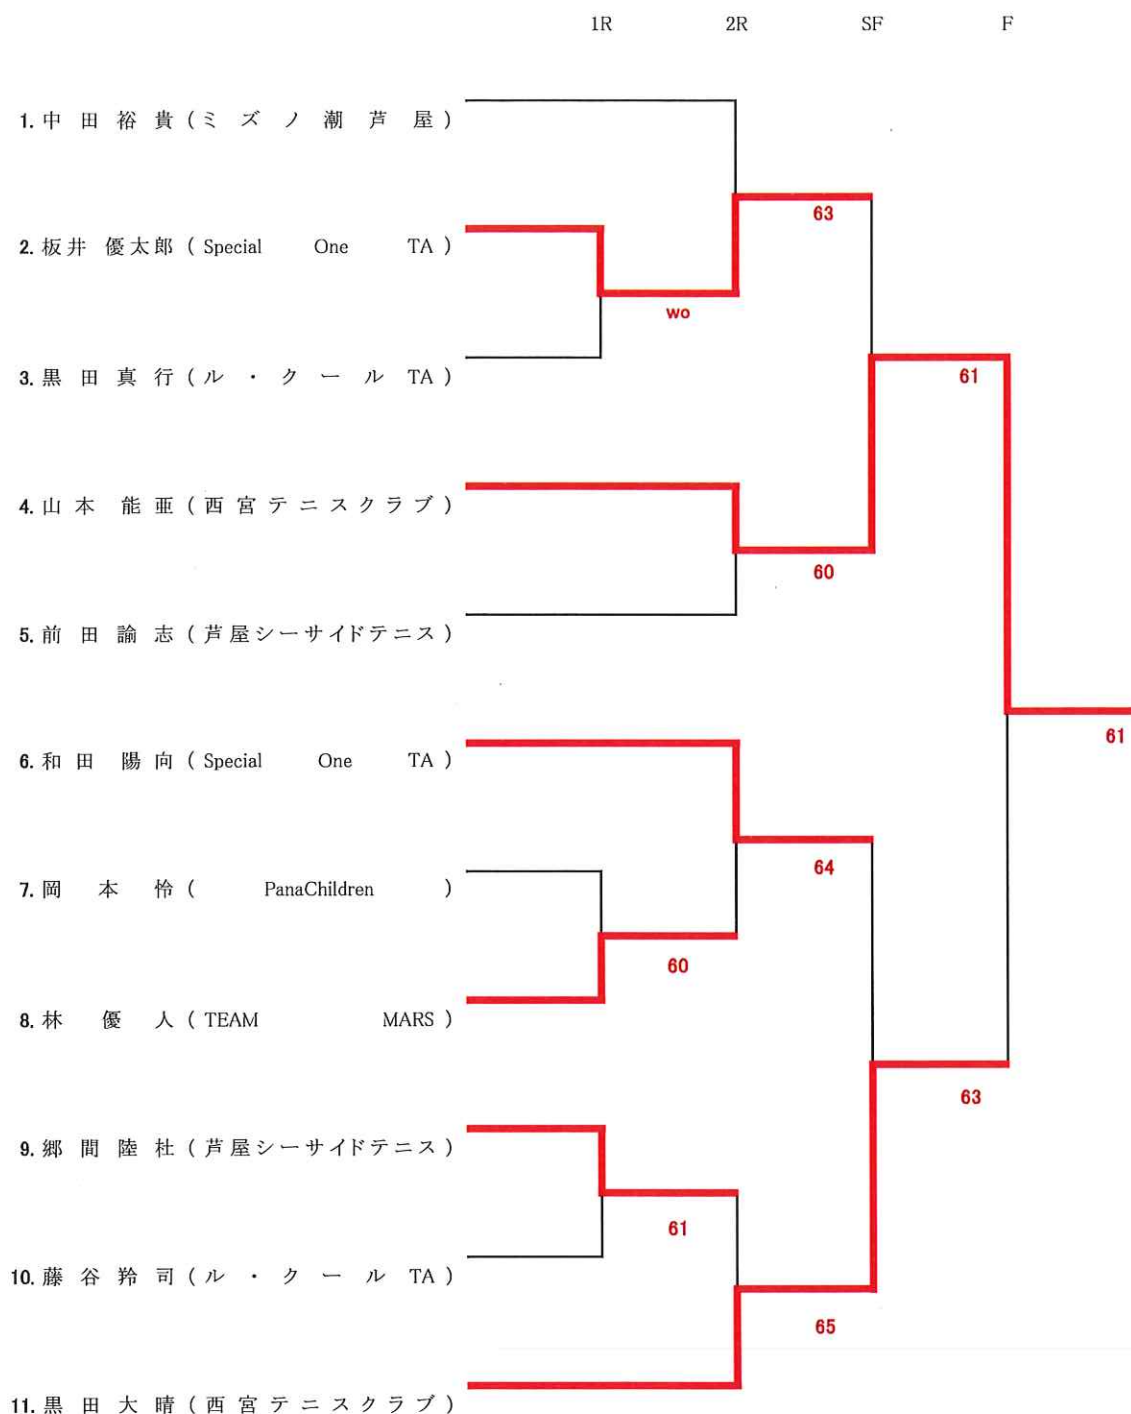 1R 2R SF F
1. 中田裕貴(ミズノ潮芦屋)
63
2. 板井 優太郎(Special One TA)
wo
3. 黒田真行(ル・クールTA)
61
4. 山本 能亜(西宮テニスクラブ)
60
5. 前田諭志(芦屋シーサイドテニス)
61
6. 和田 陽向(Special One TA)
64
7. 岡本 怜(PanaChildren)
60
8. 林 優人(TEAM MARS)
63
9. 郷間陸杜(芦屋シーサイドテニス)
61
10. 藤谷羚司(ル・クールTA)
65
11. 黒田大晴(西宮テニスクラブ)